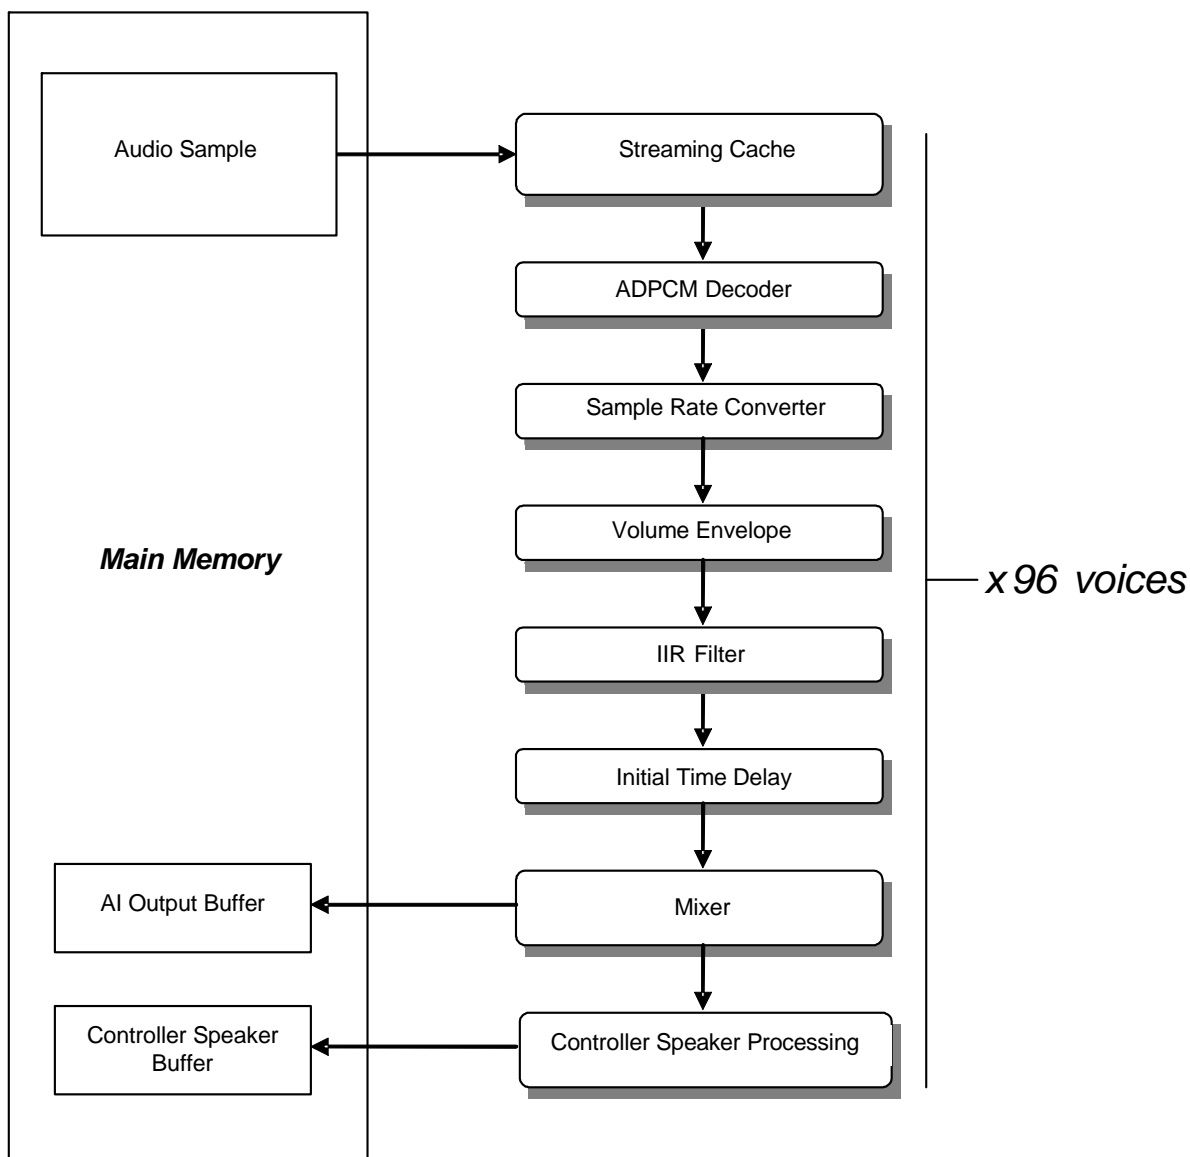 Audio Sample
Streaming Cache
ADPCM Decoder
Sample Rate Converter
Volume Envelope
Main Memory
x 96 voices
IIR Filter
Initial Time Delay
AI Output Buffer
Mixer
Controller Speaker
Buffer
Controller Speaker Processing